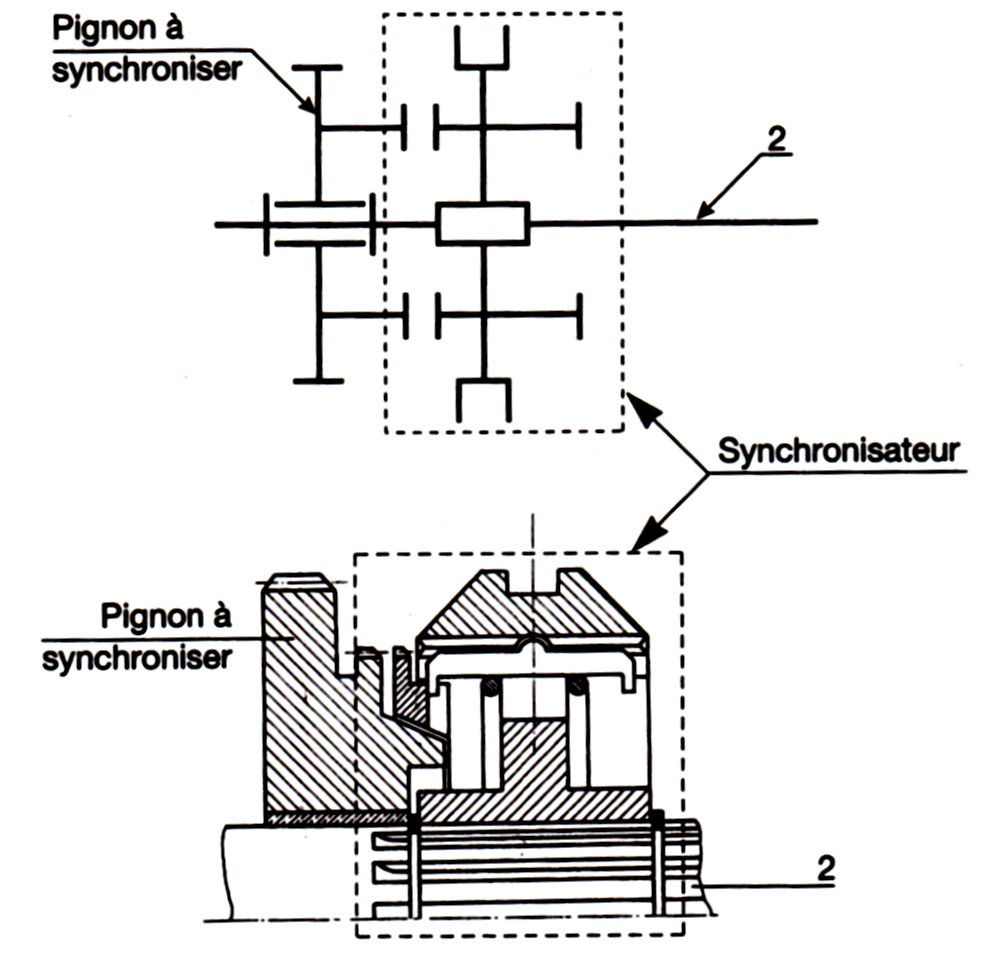 Pignon à
synchroniser
2
Synchronisateur
Pignon à
synchroniser
2